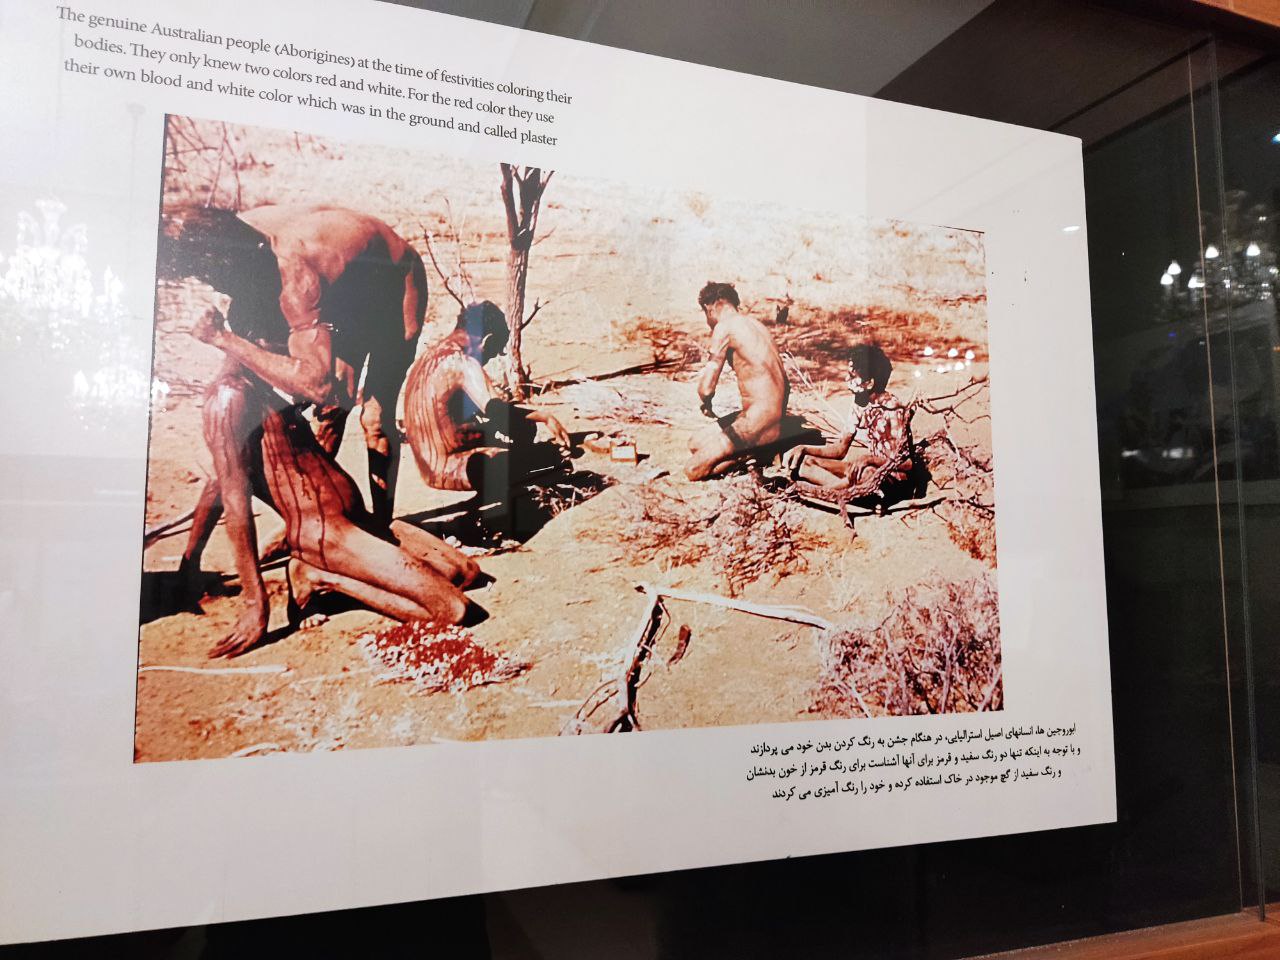 The genuine Australian people (Aborigines) at the time of festivities coloring their
bodies. They only knew two colors red and white. For the red color they use
their own blood and white color which was in the ground and called plaster
ابوروجین ها، انسانهای اصیل استرالیایی، در هنگام جشن به رنگ کردن بدن خود می پردازند
و با توجه به اینکه تنها دو رنگ سفید و قرمز برای آنها آشناست برای رنگ قرمز از خون بدنشان
و رنگ سفید از گچ موجود در خاک استفاده کرده و خود را رنگ آمیزی می کردند